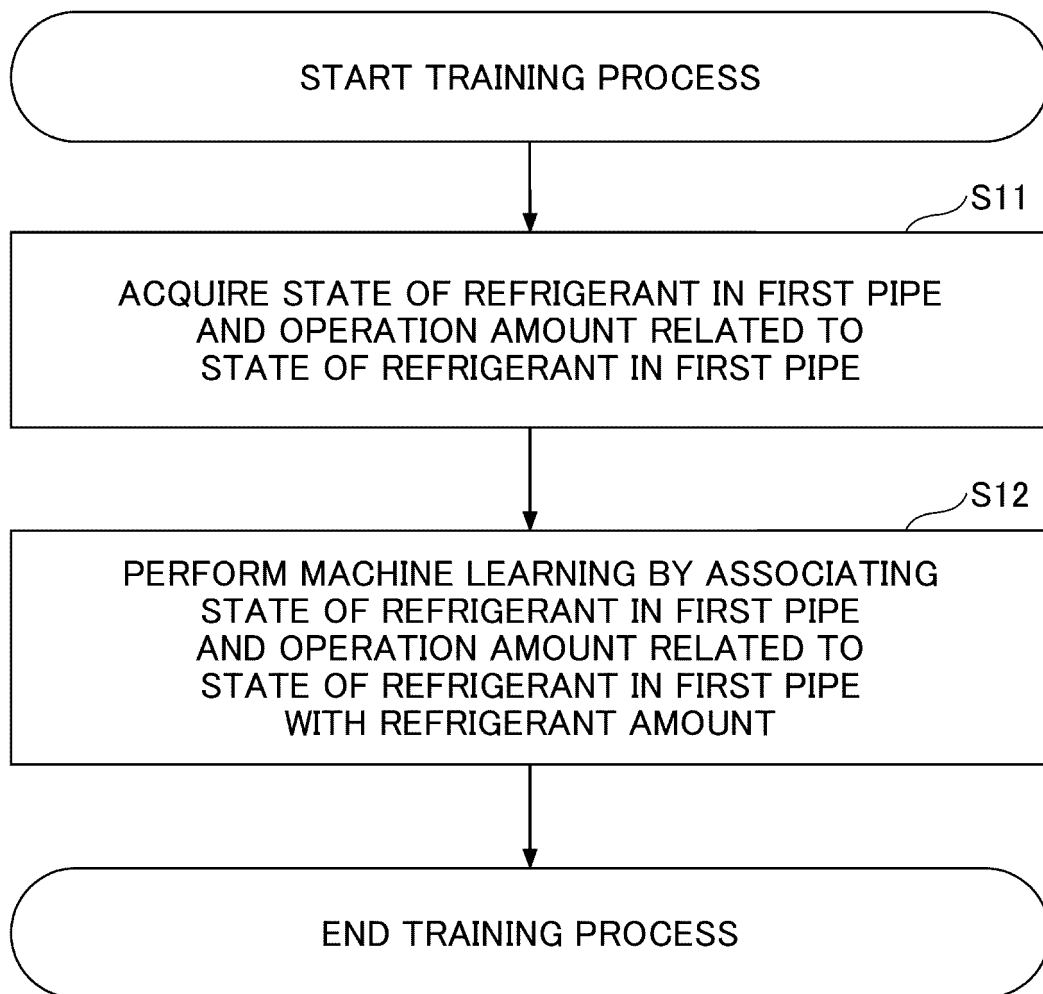 START TRAINING PROCESS
S11
ACQUIRE STATE OF REFRIGERANT IN FIRST PIPE
AND OPERATION AMOUNT RELATED TO
STATE OF REFRIGERANT IN FIRST PIPE
S12
PERFORM MACHINE LEARNING BY ASSOCIATING
STATE OF REFRIGERANT IN FIRST PIPE
AND OPERATION AMOUNT RELATED TO
STATE OF REFRIGERANT IN FIRST PIPE
WITH REFRIGERANT AMOUNT
END TRAINING PROCESS